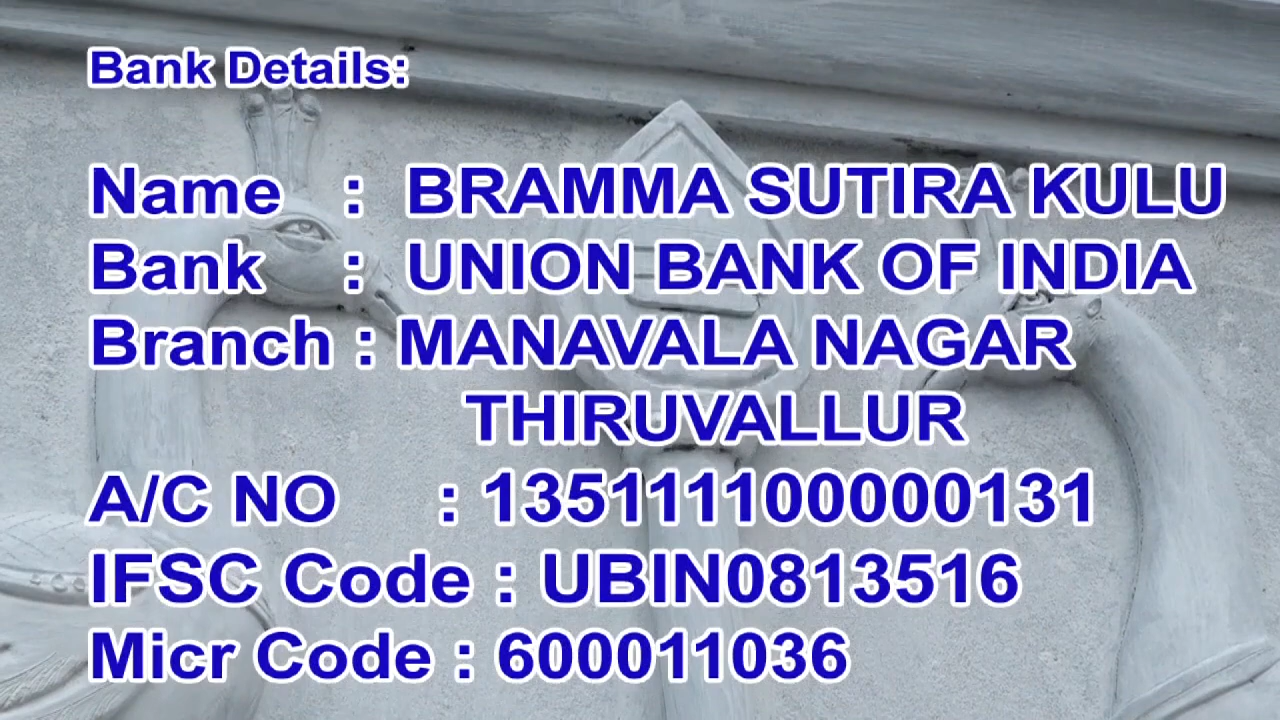 Bank Details:
Name : BRAMMA SUTIRA KULU
Bank : UNION BANK OF INDIA
Branch : MANAVALA NAGAR
THIRUVALLUR
A/C NO : 135111100000131
IFSC Code : UBIN0813516
Micr Code : 600011036